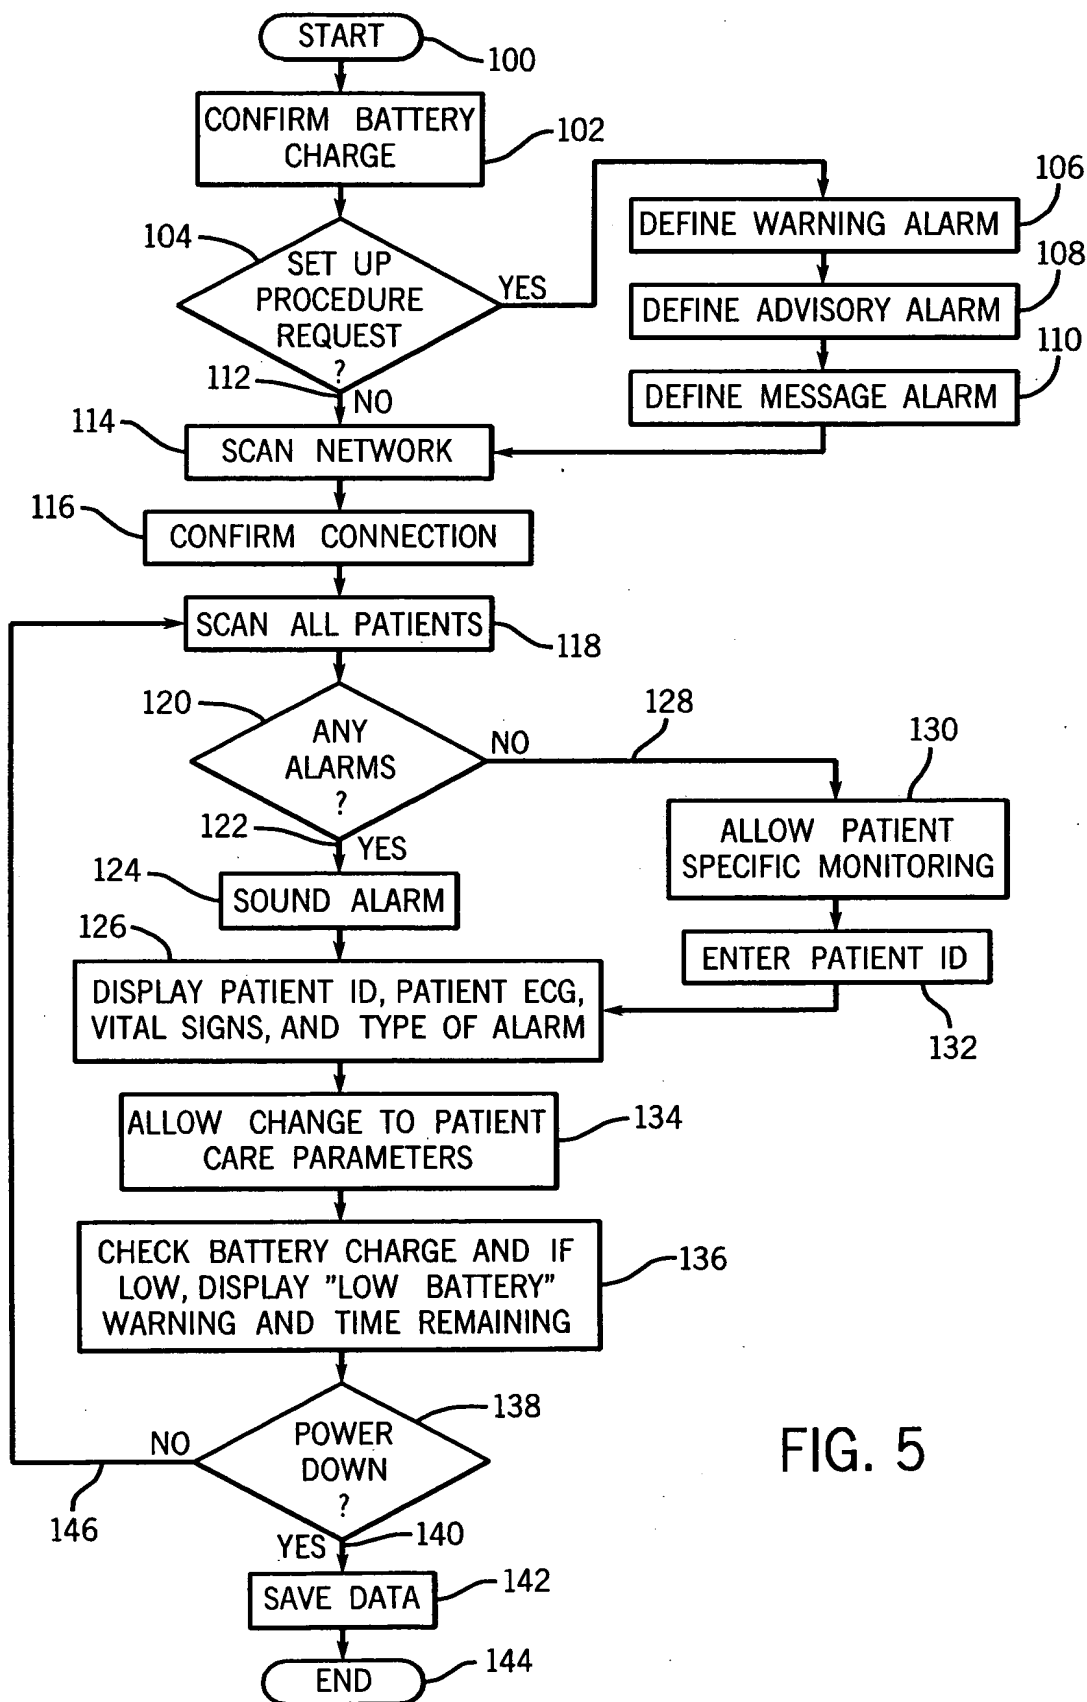 START
100
CONFIRM BATTERY
CHARGE
102
104
SET UP
PROCEDURE
REQUEST
?
YES
106
DEFINE WARNING ALARM
108
DEFINE ADVISORY ALARM
110
DEFINE MESSAGE ALARM
112
NO
114
SCAN NETWORK
116
CONFIRM CONNECTION
SCAN ALL PATIENTS
118
120
ANY
ALARMS
?
NO
128
130
ALLOW PATIENT
SPECIFIC MONITORING
122
YES
124
SOUND ALARM
ENTER PATIENT ID
132
126
DISPLAY PATIENT ID, PATIENT ECG,
VITAL SIGNS, AND TYPE OF ALARM
ALLOW CHANGE TO PATIENT
CARE PARAMETERS
134
CHECK BATTERY CHARGE AND IF
LOW, DISPLAY "LOW BATTERY"
WARNING AND TIME REMAINING
136
POWER
DOWN
?
138
NO
146
YES
140
SAVE DATA
142
END
144
FIG. 5